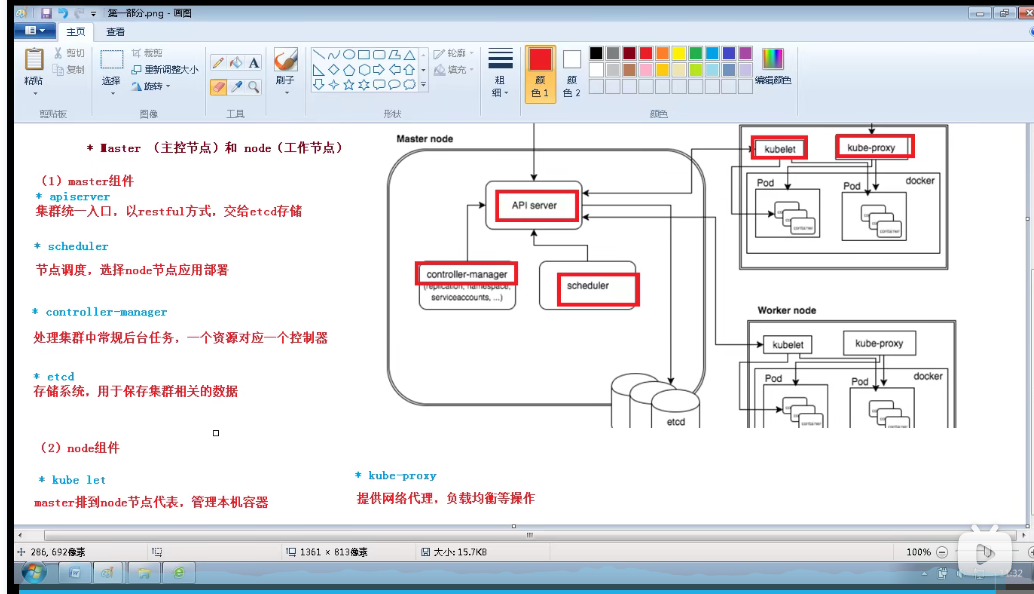 第一部分.png - 画图
主页
查看
粘贴
剪切
复制
剪贴板
选择
裁剪
重新调整大小
旋转
图像
A
工具
刷子
轮廓
填充
形状
粗
细
颜
色 1
颜
色 2
编辑颜色
颜色
* Master （主控节点）和 node（工作节点）
（1）master组件
* apiserver
集群统一入口，以restful方式，交给etcd存储
* scheduler
节点调度，选择node节点应用部署
* controller-manager
处理集群中常规后台任务，一个资源对应一个控制器
* etcd
存储系统，用于保存集群相关的数据
（2）node组件
* kube let
master排到node节点代表，管理本机容器
* kube-proxy
提供网络代理，负载均衡等操作
Master node
API server
controller-manager
(replication, namespace,
serviceaccounts, ...)
scheduler
etcd
kubelet
kube-proxy
docker
Pod
Pod
container
container
Worker node
kubelet
kube-proxy
docker
Pod
Pod
container
container
286, 692像素
1361 × 813像素
大小: 15.7KB
100%